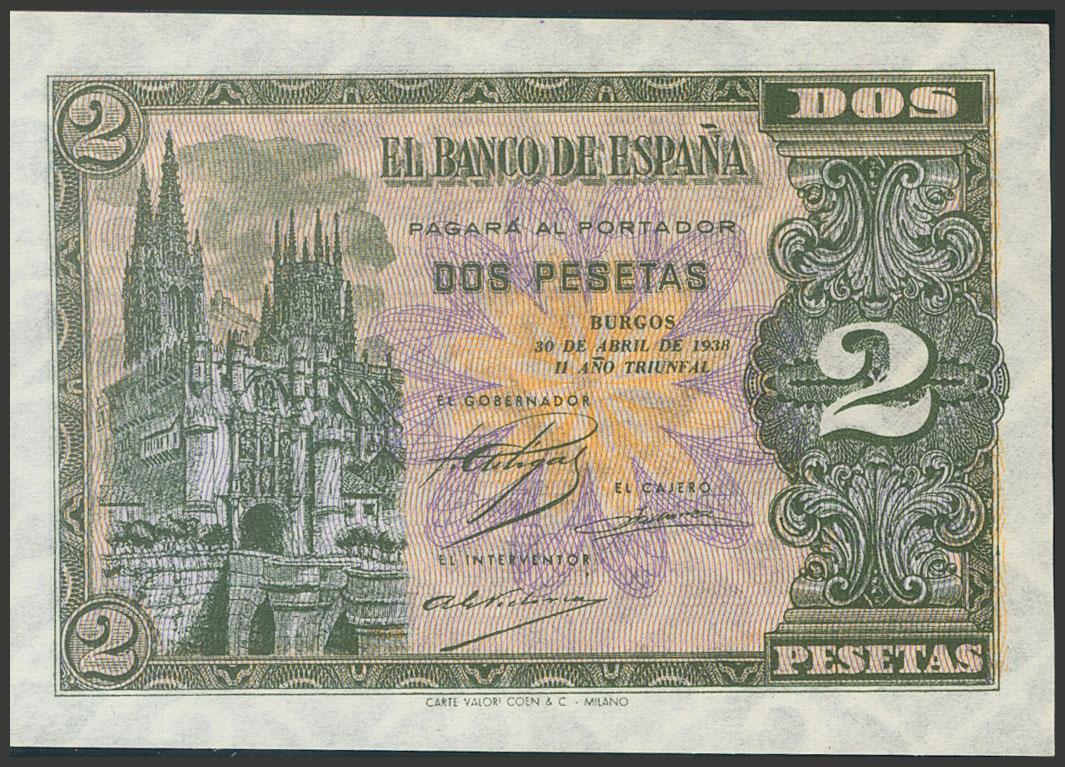 2
DOS
EL BANCO DE ESPAÑA
PAGARÁ AL PORTADOR
DOS PESETAS
BURGOS
30 DE ABRIL DE 1938
II AÑO TRIUNFAL
2
EL GOBERNADOR
EL CAJERO
EL INTERVENTOR
2
PESETAS
CARTE VALORI COEN & C. - MILANO